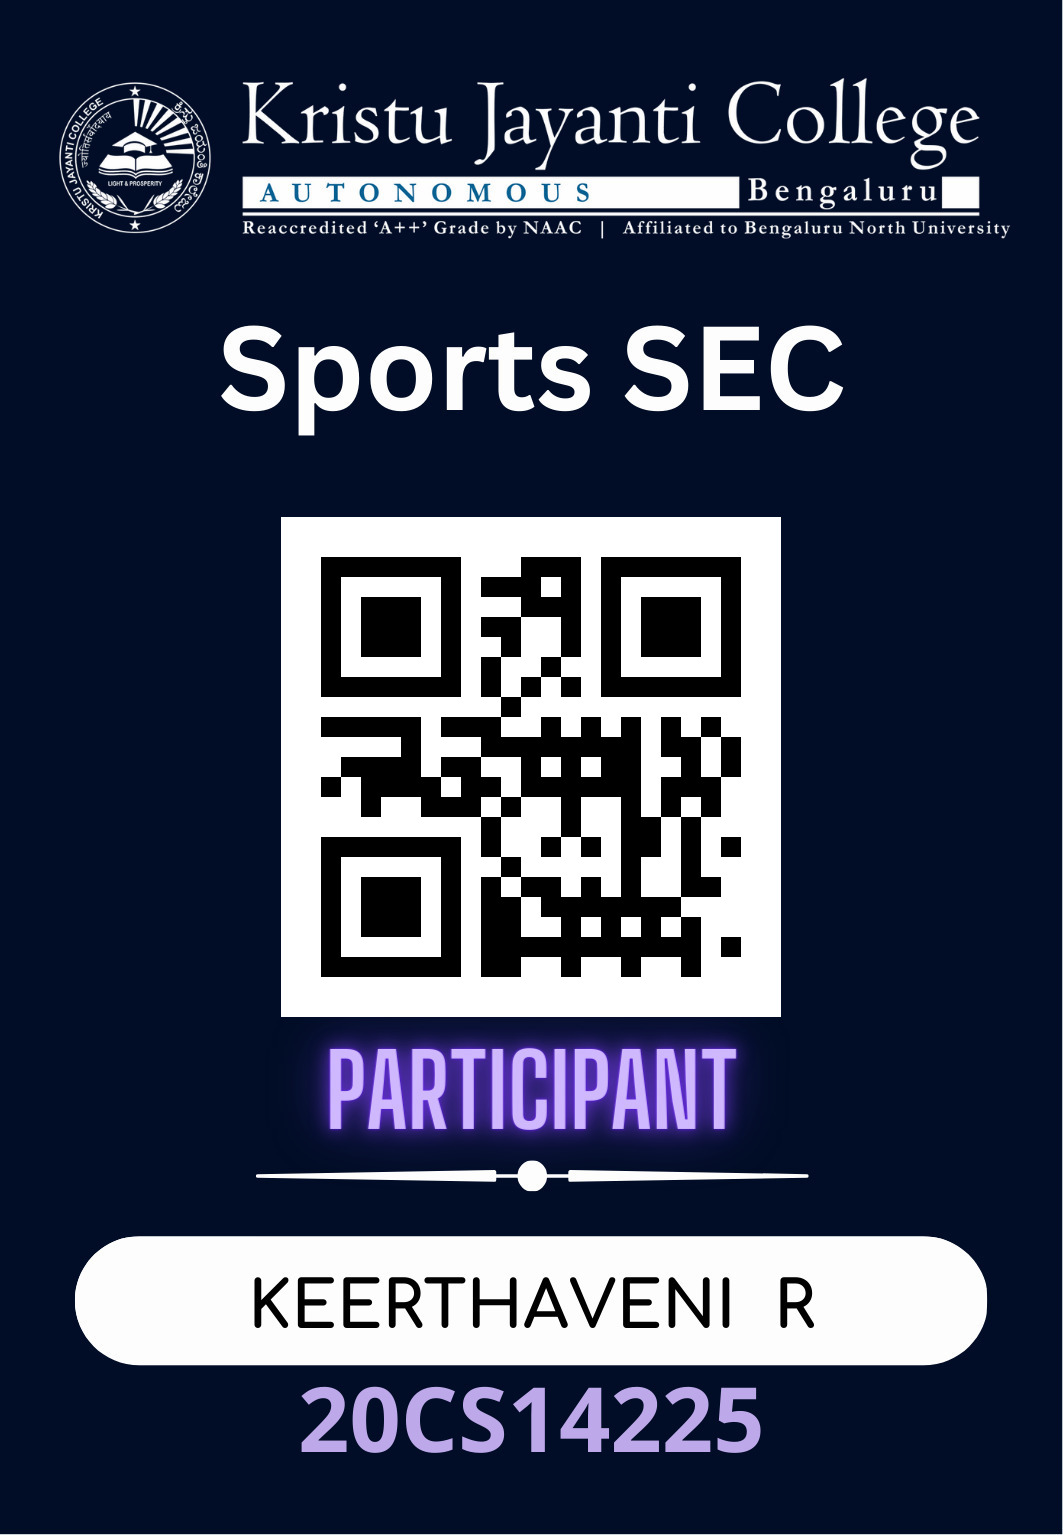 KRISTU JAYANTI COLLEGE
LIGHT & PROSPERITY
Kristu Jayanti College
AUTONOMOUS Bengaluru
Reaccredited ‘A++’ Grade by NAAC | Affiliated to Bengaluru North University
Sports SEC
PARTICIPANT
KEERTHAVENI R
20CS14225